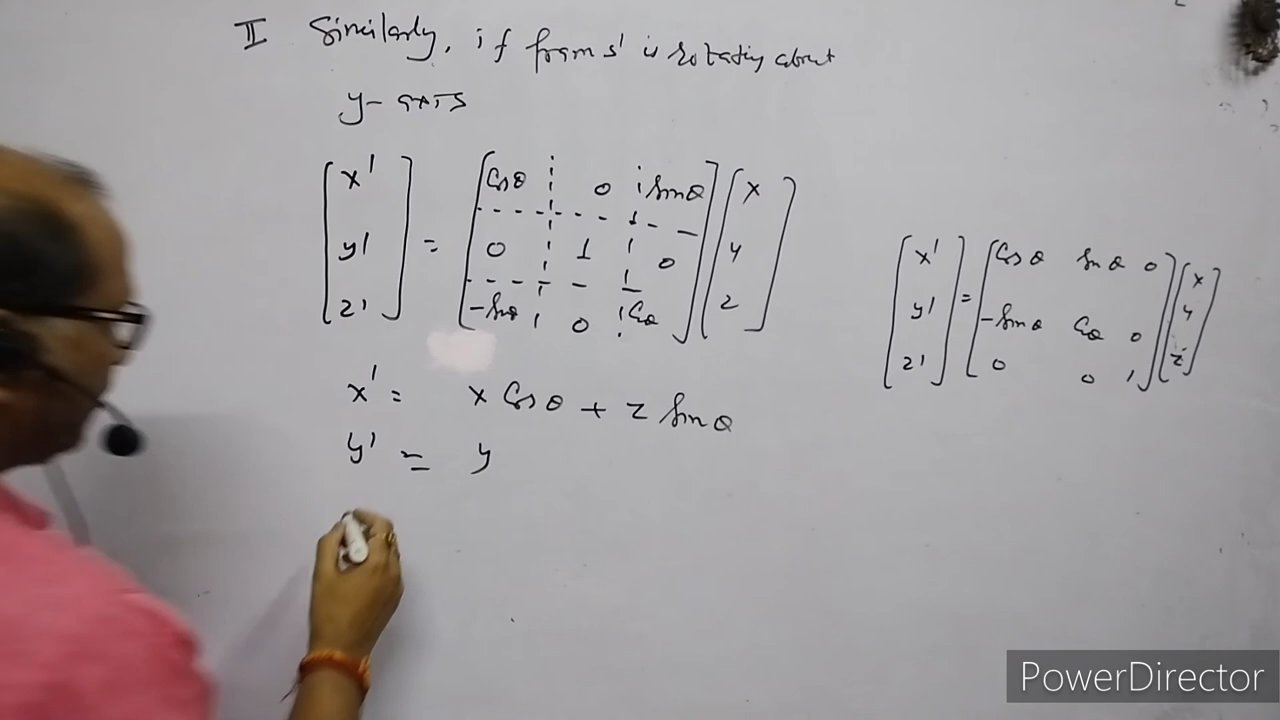 II Similarly, if frame s' is rotating about
y-axis
[x' y' z'] = [Cosθ 0 Sinθ; 0 1 0; -Sinθ 0 Cosθ] [x y z]
x' = x Cosθ + z Sinθ
y' = y
[x' y' z'] = [Cosθ Sinθ 0; -Sinθ Cosθ 0; 0 0 1] [x y z]
PowerDirector